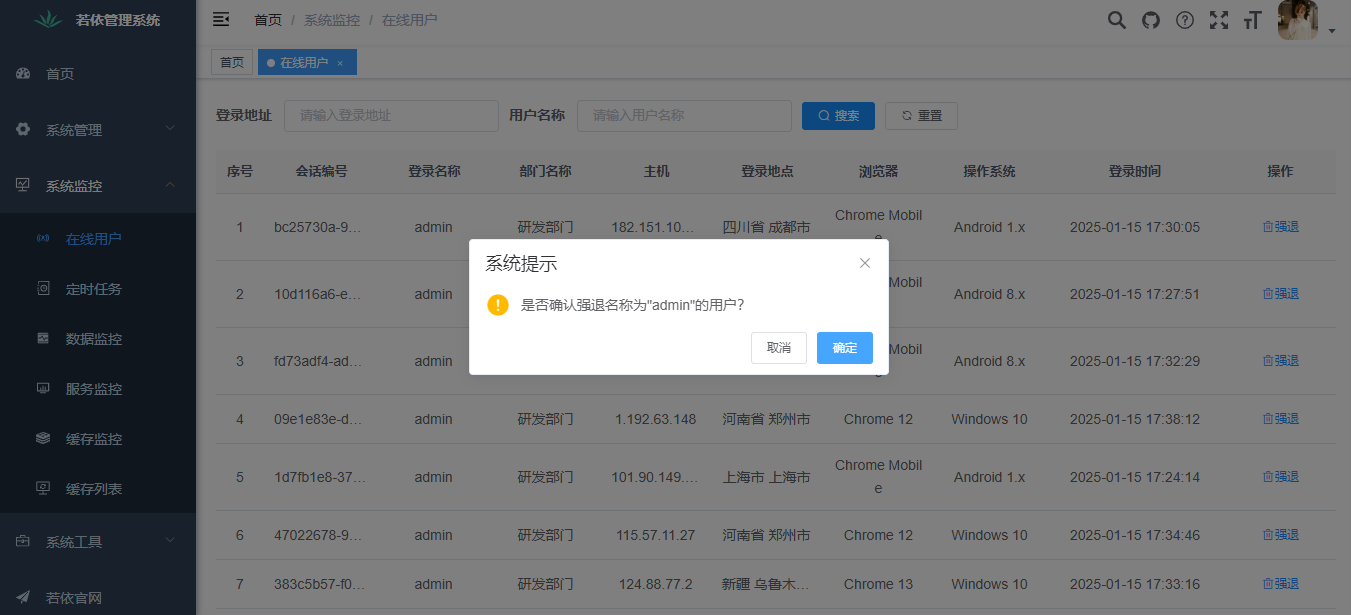 若依管理系统
首页
系统管理
系统监控
在线用户
定时任务
数据监控
服务监控
缓存监控
缓存列表
系统工具
若依官网
首页 / 系统监控 / 在线用户
首页 在线用户 ×
登录地址 请输入登录地址 用户名称 请输入用户名称 搜索 重置
序号 会话编号 登录名称 部门名称 主机 登录地点 浏览器 操作系统 登录时间 操作
1 bc25730a-9... admin 研发部门 182.151.10... 四川省 成都市 Chrome Mobil Android 1.x 2025-01-15 17:30:05 强退
e
系统提示
是否确认强退名称为"admin"的用户?
取消 确定
2 10d116a6-e... admin Mobil Android 8.x 2025-01-15 17:27:51 强退
3 fd73adf4-ad... admin Mobil Android 8.x 2025-01-15 17:32:29 强退
4 09e1e83e-d... admin 研发部门 1.192.63.148 河南省 郑州市 Chrome 12 Windows 10 2025-01-15 17:38:12 强退
5 1d7fb1e8-37... admin 研发部门 101.90.149.... 上海市 上海市 Chrome Mobil Android 1.x 2025-01-15 17:24:14 强退
e
6 47022678-9... admin 研发部门 115.57.11.27 河南省 郑州市 Chrome 12 Windows 10 2025-01-15 17:34:46 强退
7 383c5b57-f0... admin 研发部门 124.88.77.2 新疆 乌鲁木... Chrome 13 Windows 10 2025-01-15 17:33:16 强退